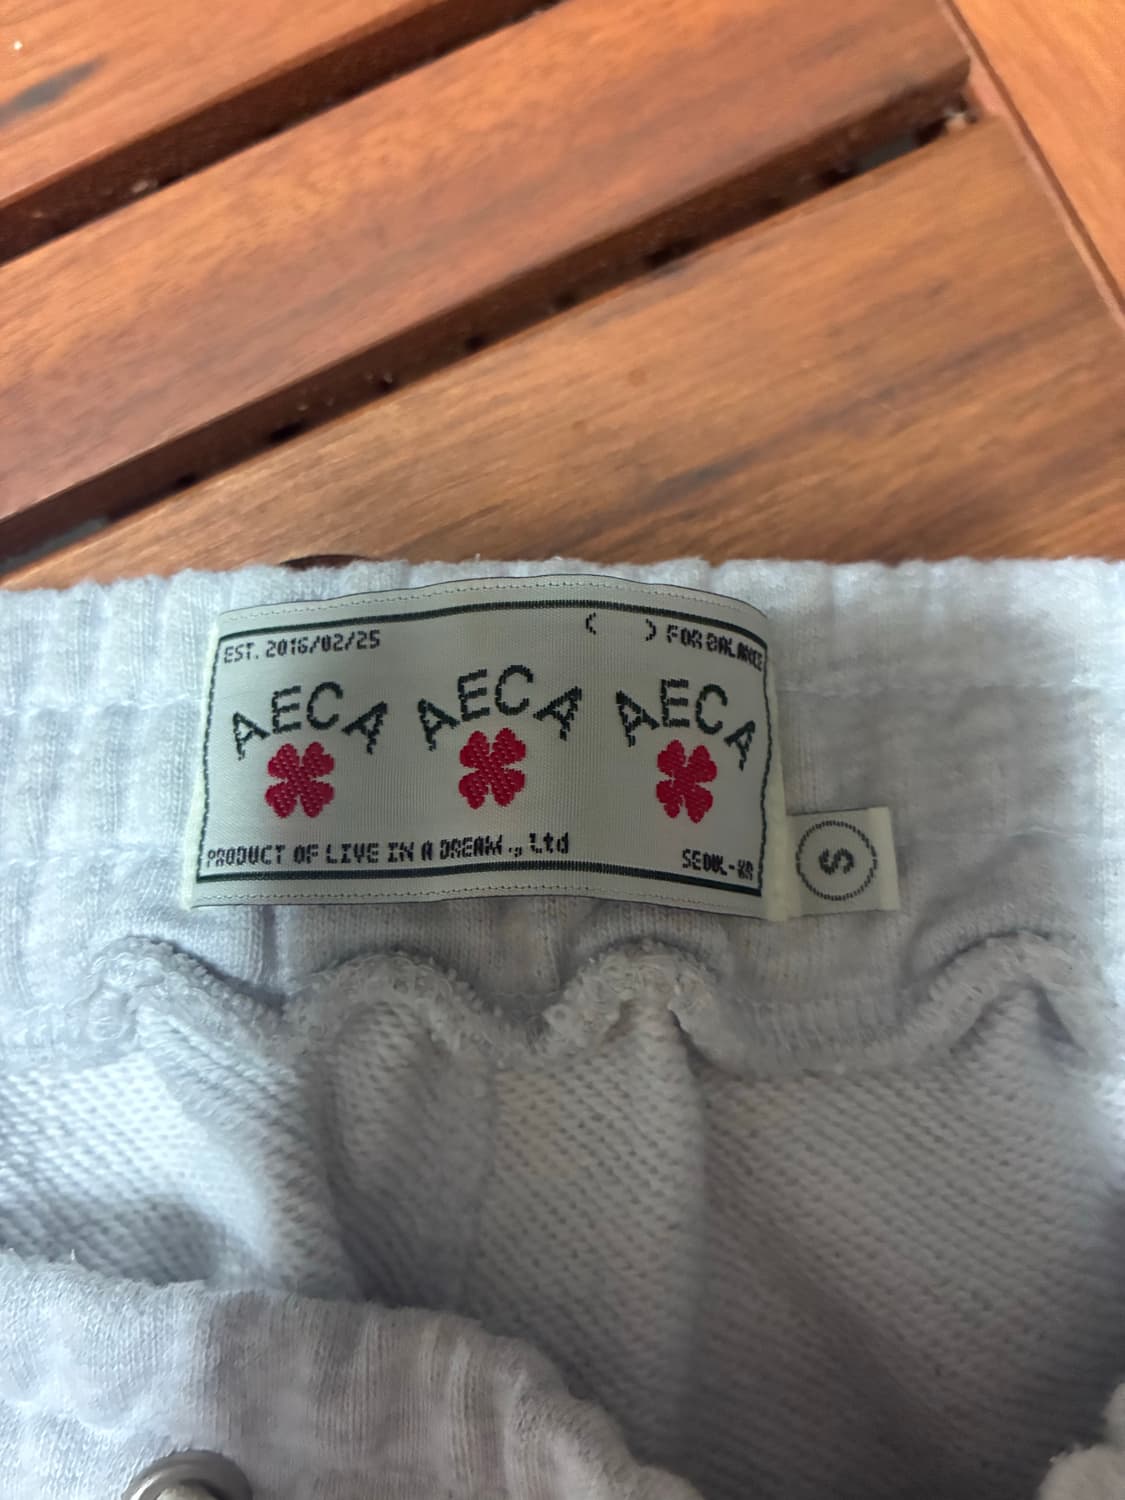 EST. 2016/02/25
( ) FOR BALANCE
AECA AECA AECA
PRODUCT OF LIVE IN A DREAM., Ltd
SEOUL-KR
S